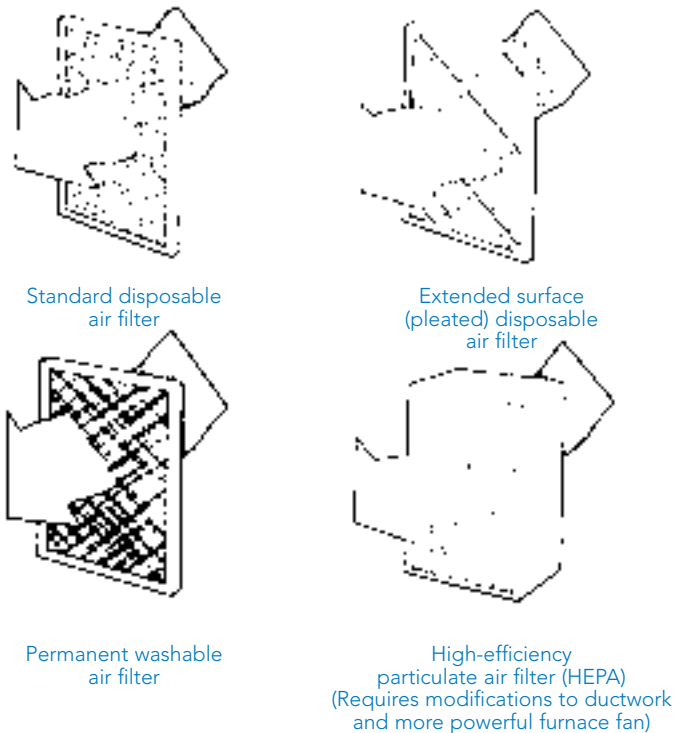 Standard disposable
air filter
Extended surface
(pleated) disposable
air filter
Permanent washable
air filter
High-efficiency
particulate air filter (HEPA)
(Requires modifications to ductwork
and more powerful furnace fan)